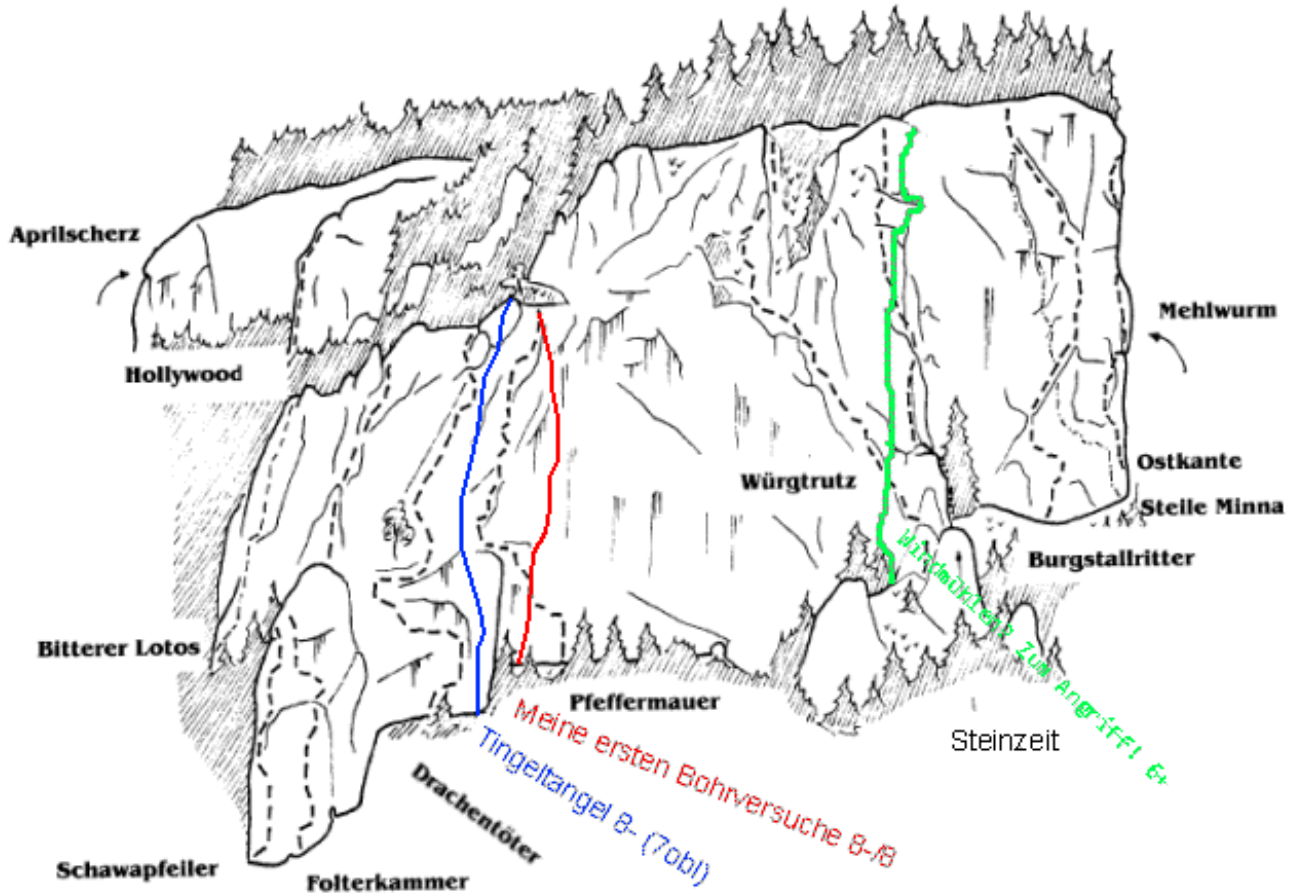 Aprilscherz
Hollywood
Mehlwurm
Ostkante
Steile Minna
Würgtrutz
Burgstallritter
Windmühlen? Zum Angriff! 6+
Bitterer Lotos
Pfeffermauer
Meine ersten Bohrversuche 8-/8
Steinzeit
Tingeltangel 8- (7obl)
Drachentöter
Schawapfeiler
Folterkammer